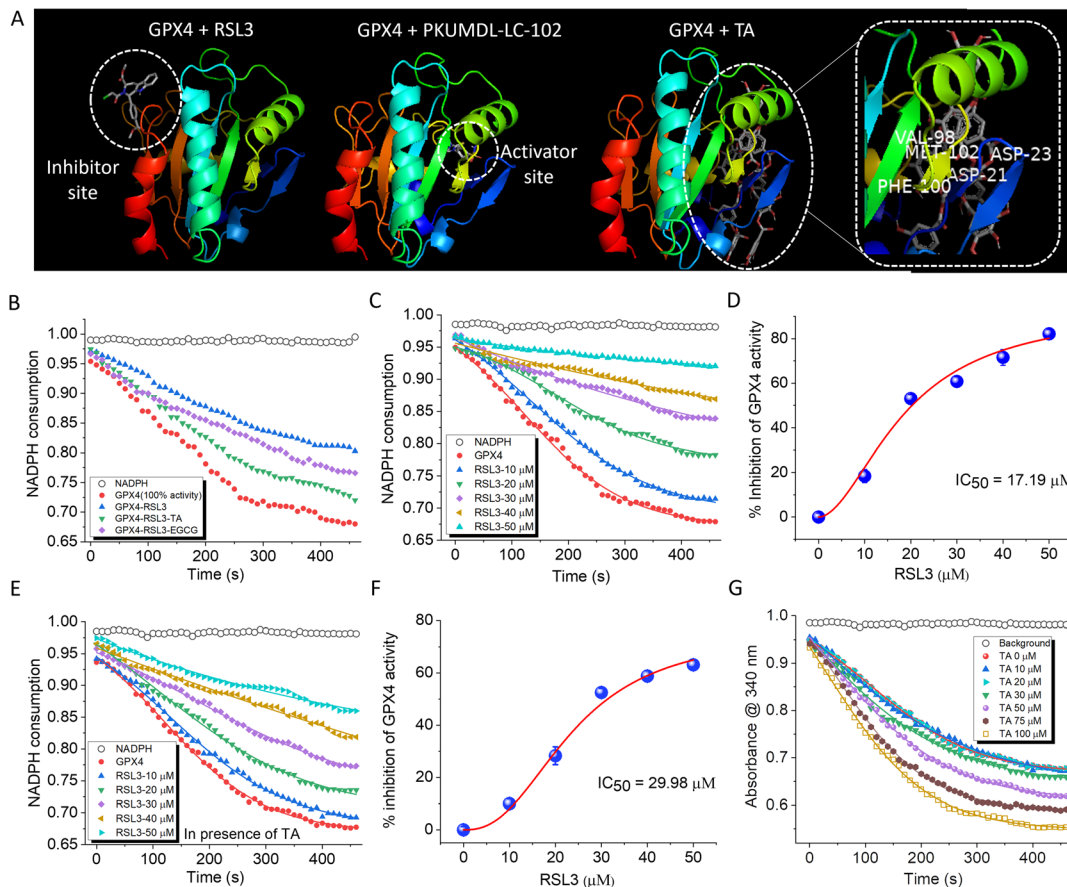 A
GPX4 + RSL3
GPX4 + PKUMDL-LC-102
GPX4 + TA
Inhibitor
site
Activator
site
VAL-98
MET-102
ASP-23
ASP-21
PHE-100
B
1.00
0.95
0.90
0.85
0.80
0.75
0.70
0.65
NADPH consumption
NADPH
GPX4(100% activity)
GPX4-RSL3
GPX4-RSL3-TA
GPX4-RSL3-EGCG
0 100 200 300 400
Time (s)
C
1.00
0.95
0.90
0.85
0.80
0.75
0.70
0.65
NADPH consumption
NADPH
GPX4
RSL3-10 μM
RSL3-20 μM
RSL3-30 μM
RSL3-40 μM
RSL3-50 μM
0 100 200 300 400
Time (s)
D
80
60
40
20
0
% Inhibition of GPX4 activity
IC50 = 17.19 μM
0 10 20 30 40 50
RSL3 (μM)
E
1.00
0.95
0.90
0.85
0.80
0.75
0.70
0.65
NADPH consumption
NADPH
GPX4
RSL3-10 μM
RSL3-20 μM
RSL3-30 μM
RSL3-40 μM
RSL3-50 μM
In presence of TA
0 100 200 300 400
Time (s)
F
80
60
40
20
0
% inhibition of GPX4 activity
IC50 = 29.98 μM
0 10 20 30 40 50
RSL3 (μM)
G
1.0
0.9
0.8
0.7
0.6
Absorbance @ 340 nm
Background
TA 0 μM
TA 10 μM
TA 20 μM
TA 30 μM
TA 50 μM
TA 75 μM
TA 100 μM
0 100 200 300 400
Time (s)